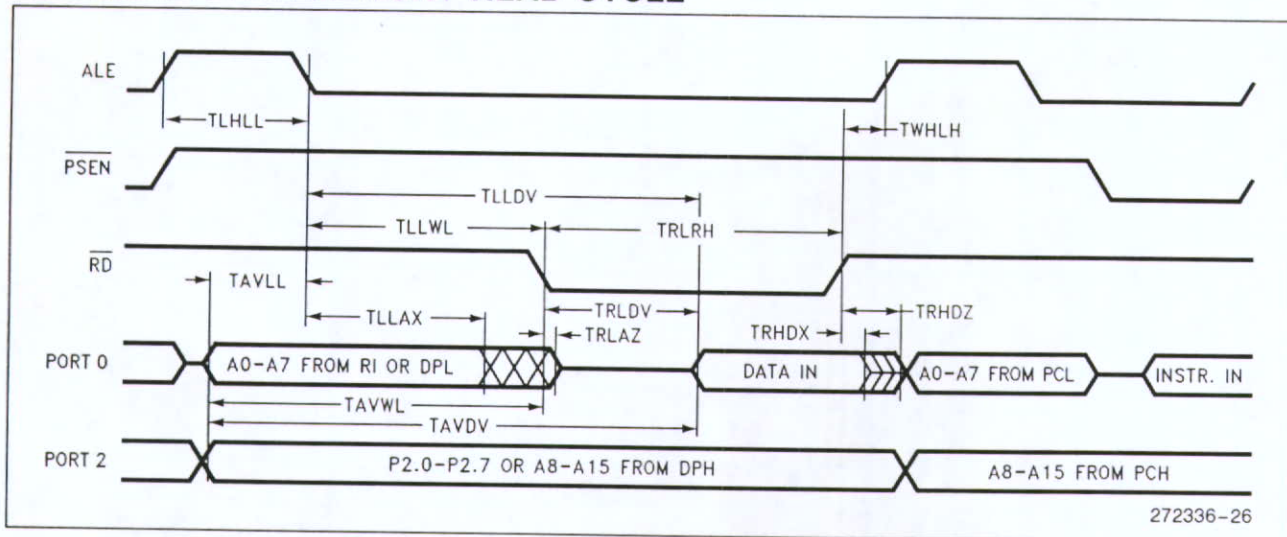 READ CYCLE
ALE
TLHLL
TWHLH
PSEN
TLLDV
TLLWL
TRLRH
RD
TAVLL
TRLDV
TRHDZ
TLLAX
TRLAZ
TRHDX
PORT 0
A0-A7 FROM RI OR DPL
DATA IN
A0-A7 FROM PCL
INSTR. IN
TAVWL
TAVDV
PORT 2
P2.0-P2.7 OR A8-A15 FROM DPH
A8-A15 FROM PCH
272336-26